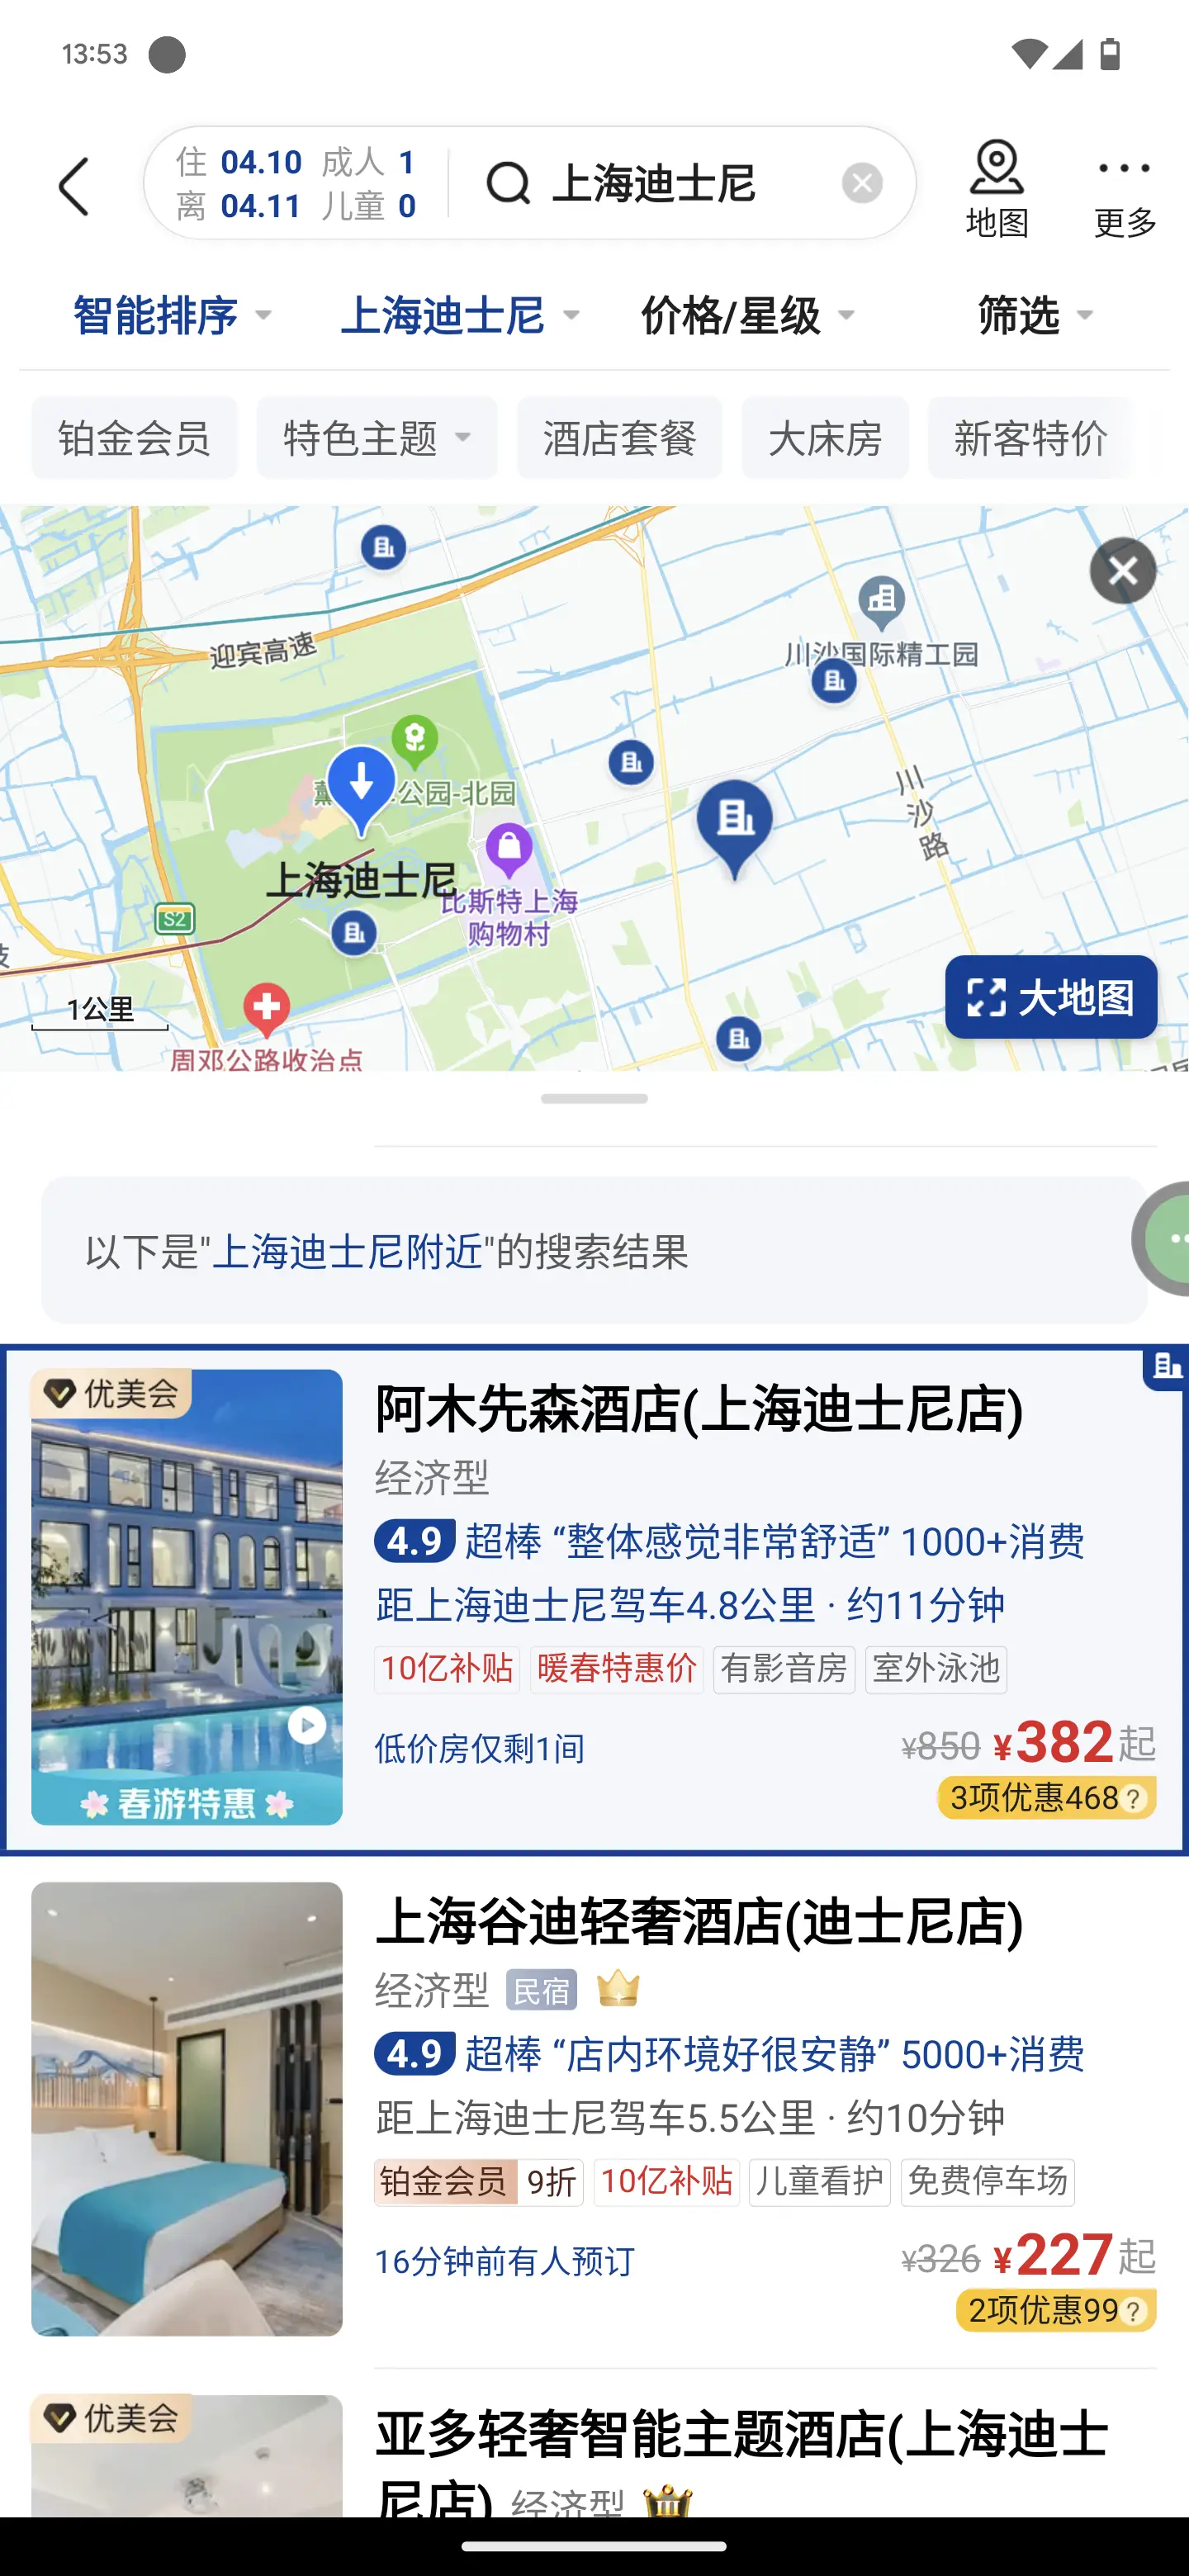 13:53
住 04.10 成人 1
离 04.11 儿童 0
上海迪士尼
地图
更多
智能排序
上海迪士尼
价格/星级
筛选
铂金会员
特色主题
酒店套餐
大床房
新客特价
迎宾高速
川沙国际精工园
公园-北园
川沙路
上海迪士尼
比斯特上海
购物村
S2
1公里
大地图
周邓公路收治点
以下是"上海迪士尼附近"的搜索结果
优美会
阿木先森酒店(上海迪士尼店)
经济型
4.9 超棒 “整体感觉非常舒适” 1000+消费
距上海迪士尼驾车4.8公里 · 约11分钟
10亿补贴 暖春特惠价 有影音房 室外泳池
低价房仅剩1间
¥850 ¥382起
3项优惠468?
春游特惠
上海谷迪轻奢酒店(迪士尼店)
经济型 民宿
4.9 超棒 “店内环境好很安静” 5000+消费
距上海迪士尼驾车5.5公里 · 约10分钟
铂金会员 9折 10亿补贴 儿童看护 免费停车场
16分钟前有人预订
¥326 ¥227起
2项优惠99?
优美会
亚多轻奢智能主题酒店(上海迪士
尼店) 经济型